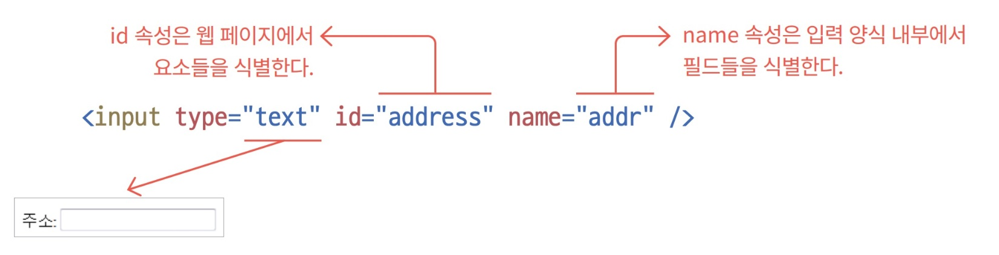 id 속성은 웹 페이지에서
요소들을 식별한다.
name 속성은 입력 양식 내부에서
필드들을 식별한다.
<input type="text" id="address" name="addr" />
주소: